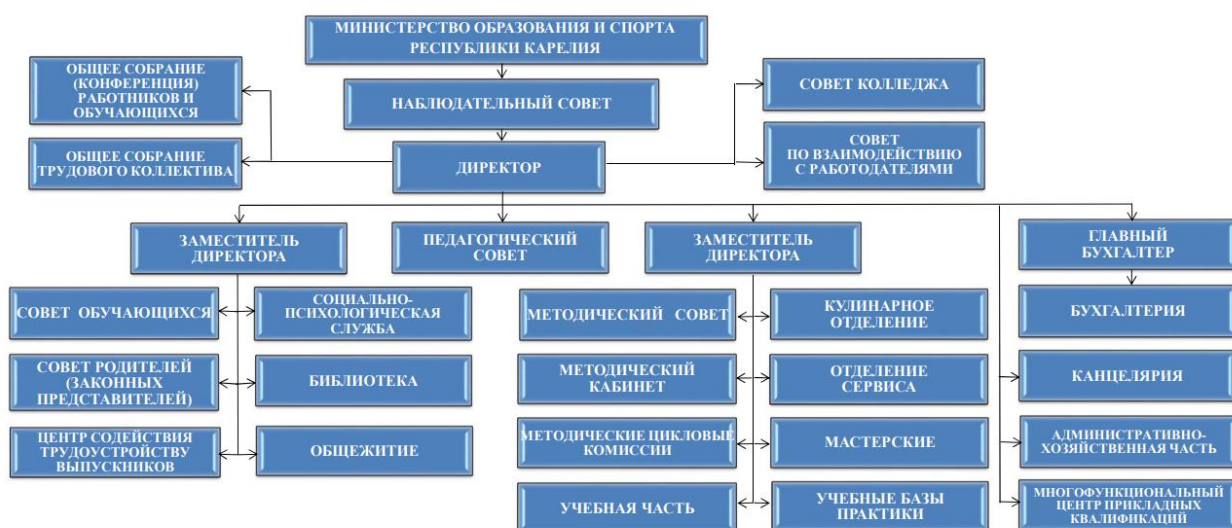 МИНИСТЕРСТВО ОБРАЗОВАНИЯ И СПОРТА
РЕСПУБЛИКИ КАРЕЛИЯ
ОБЩЕЕ СОБРАНИЕ
(КОНФЕРЕНЦИЯ)
РАБОТНИКОВ И
ОБУЧАЮЩИХСЯ
НАБЛЮДАТЕЛЬНЫЙ СОВЕТ
СОВЕТ КОЛЛЕДЖА
ОБЩЕЕ СОБРАНИЕ
ТРУДОВОГО КОЛЛЕКТИВА
ДИРЕКТОР
СОВЕТ
ПО ВЗАИМОДЕЙСТВИЮ
С РАБОТОДАТЕЛЯМИ
ЗАМЕСТИТЕЛЬ
ДИРЕКТОРА
ПЕДАГОГИЧЕСКИЙ
СОВЕТ
ЗАМЕСТИТЕЛЬ
ДИРЕКТОРА
ГЛАВНЫЙ
БУХГАЛТЕР
СОВЕТ ОБУЧАЮЩИХСЯ
СОЦИАЛЬНО-
ПСИХОЛОГИЧЕСКАЯ
СЛУЖБА
МЕТОДИЧЕСКИЙ СОВЕТ
КУЛИНАРНОЕ
ОТДЕЛЕНИЕ
БУХГАЛТЕРИЯ
СОВЕТ РОДИТЕЛЕЙ
(ЗАКОННЫХ
ПРЕДСТАВИТЕЛЕЙ)
БИБЛИОТЕКА
МЕТОДИЧЕСКИЙ
КАБИНЕТ
ОТДЕЛЕНИЕ
СЕРВИСА
КАНЦЕЛЯРИЯ
ЦЕНТР СОДЕЙСТВИЯ
ТРУДОУСТРОЙСТВУ
ВЫПУСКНИКОВ
ОБЩЕЖИТИЕ
МЕТОДИЧЕСКИЕ ЦИКЛОВЫЕ
КОМИССИИ
МАСТЕРСКИЕ
АДМИНИСТРАТИВНО-
ХОЗЯЙСТВЕННАЯ ЧАСТЬ
УЧЕБНАЯ ЧАСТЬ
УЧЕБНЫЕ БАЗЫ
ПРАКТИКИ
МНОГОФУНКЦИОНАЛЬНЫЙ
ЦЕНТР ПРИКЛАДНЫХ
КВАЛИФИКАЦИЙ